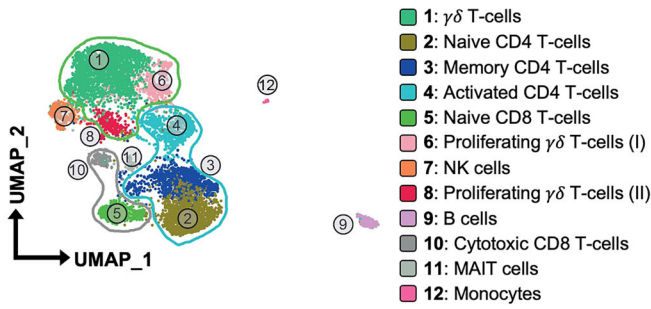 1
6
12
7
8
4
10
11
3
5
2
9
UMAP_2
UMAP_1
1: γδ T-cells
2: Naive CD4 T-cells
3: Memory CD4 T-cells
4: Activated CD4 T-cells
5: Naive CD8 T-cells
6: Proliferating γδ T-cells (I)
7: NK cells
8: Proliferating γδ T-cells (II)
9: B cells
10: Cytotoxic CD8 T-cells
11: MAIT cells
12: Monocytes